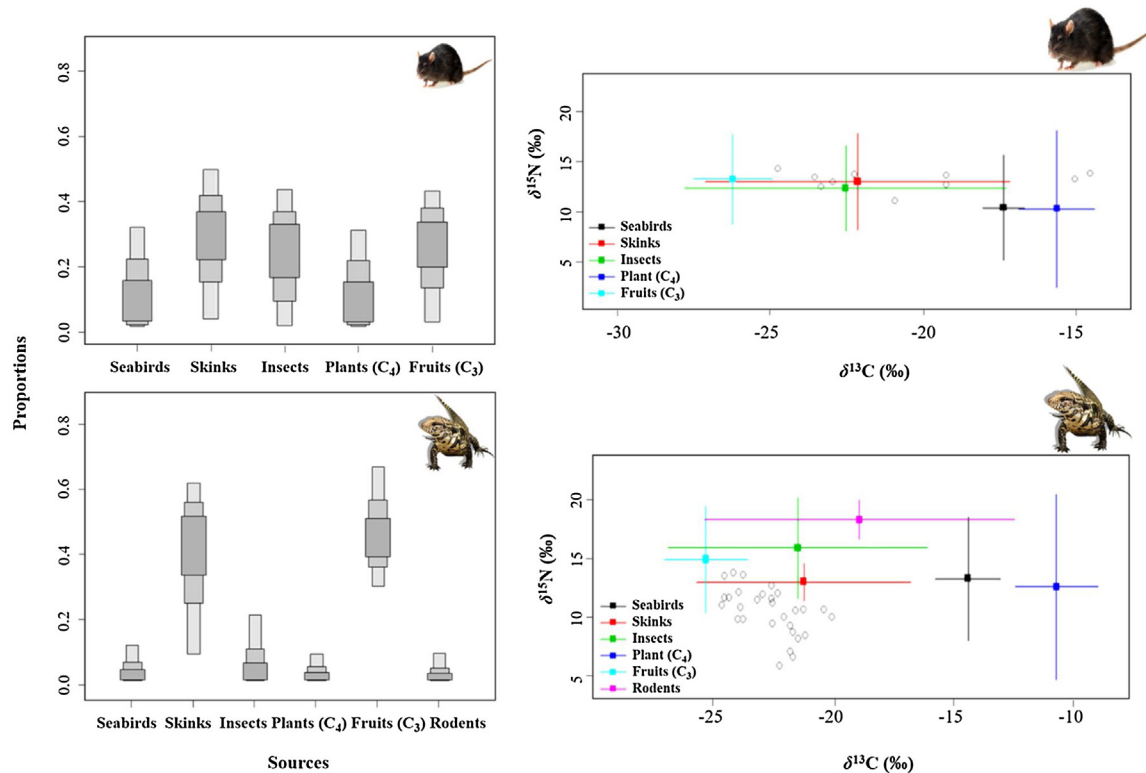 Proportions
0.8
0.6
0.4
0.2
0.0
Seabirds Skinks Insects Plants (C₄) Fruits (C₃)
δ¹⁵N (‰)
20
15
10
5
Seabirds
Skinks
Insects
Plant (C₄)
Fruits (C₃)
-30 -25 -20 -15
δ¹³C (‰)
0.8
0.6
0.4
0.2
0.0
Seabirds Skinks Insects Plants (C₄) Fruits (C₃) Rodents
Sources
δ¹⁵N (‰)
20
15
10
5
Seabirds
Skinks
Insects
Plant (C₄)
Fruits (C₃)
Rodents
-25 -20 -15 -10
δ¹³C (‰)